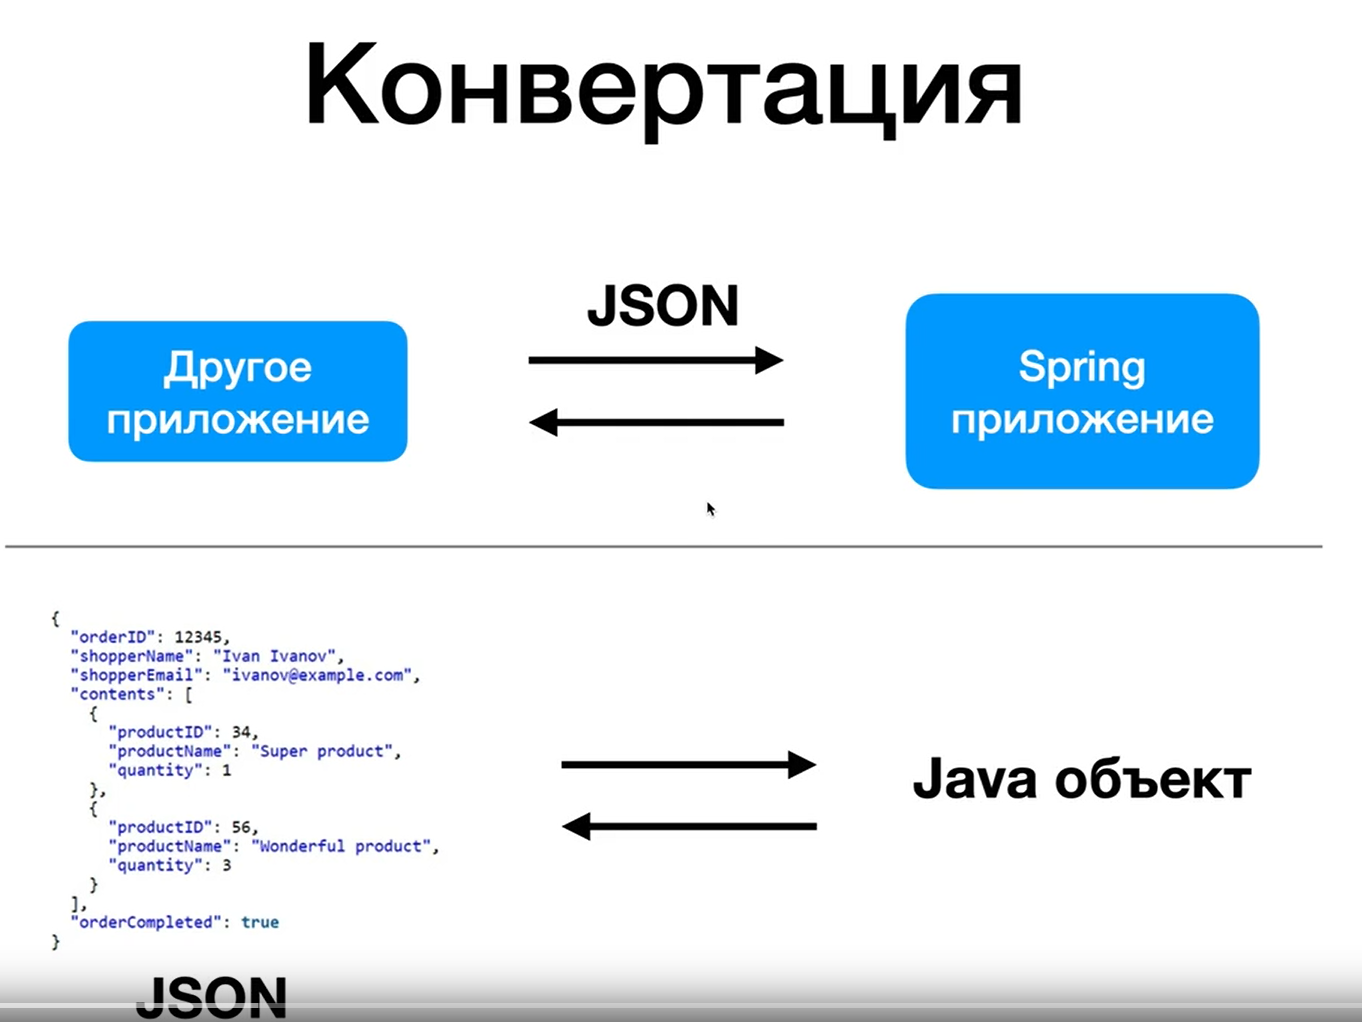 Конвертация
JSON
Другое
приложение
Spring
приложение
{
"orderID": 12345,
"shopperName": "Ivan Ivanov",
"shopperEmail": "ivanov@example.com",
"contents": [
{
"productID": 34,
"productName": "Super product",
"quantity": 1
},
{
"productID": 56,
"productName": "Wonderful product",
"quantity": 3
}
],
"orderCompleted": true
}
Java объект
JSON